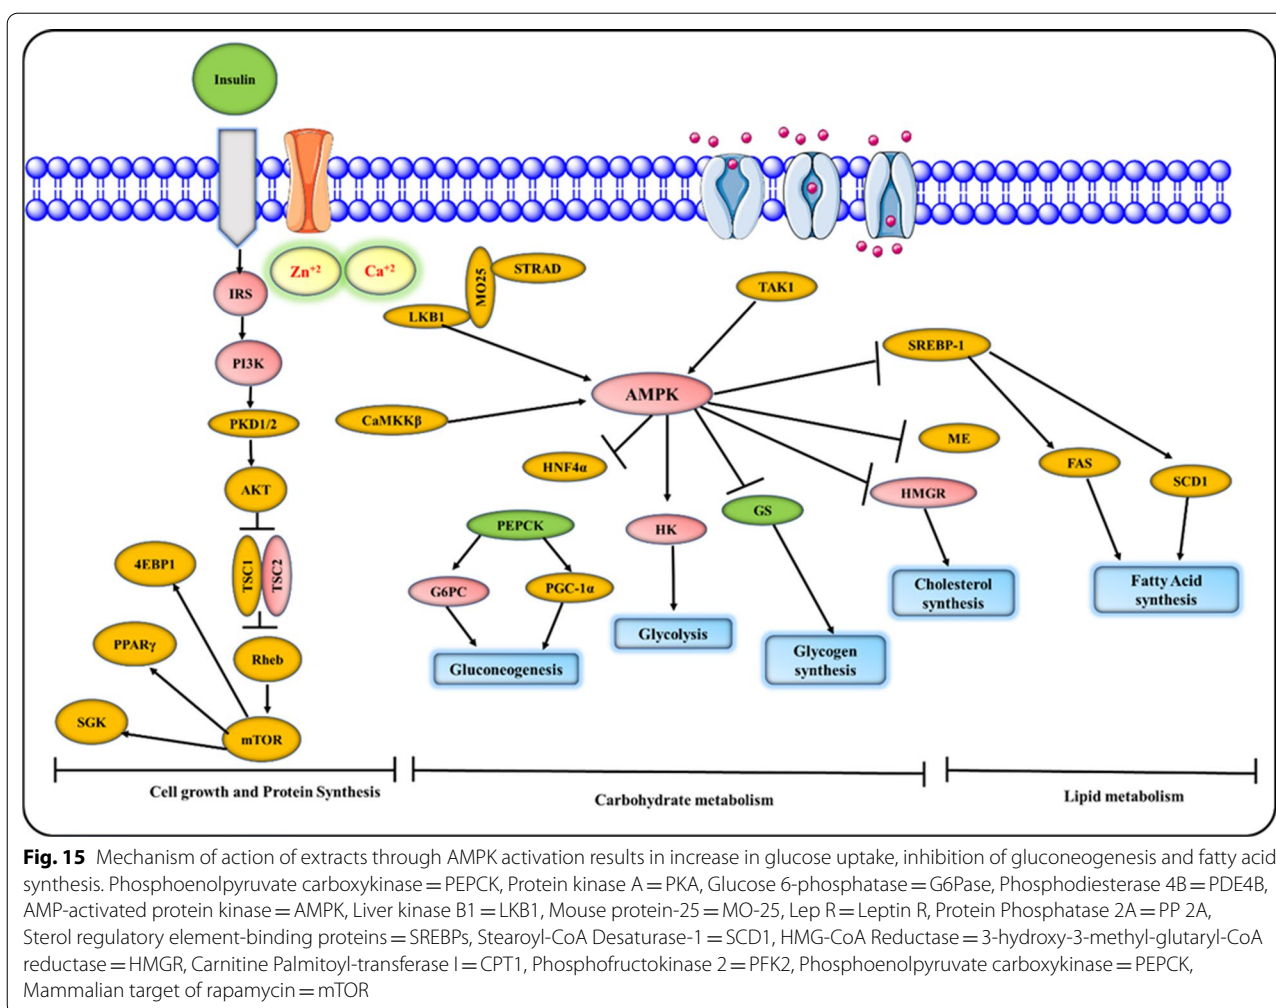 Insulin
Zn+2
Ca+2
IRS
PI3K
PKD1/2
AKT
TSC1
TSC2
Rheb
mTOR
4EBP1
PPARγ
SGK
LKB1
MO25
STRAD
TAK1
CaMKKβ
AMPK
SREBP-1
ME
HMGR
FAS
SCD1
HNF4α
PEPCK
HK
GS
G6PC
PGC-1α
Gluconeogenesis
Glycolysis
Glycogen
synthesis
Cholesterol
synthesis
Fatty Acid
synthesis
Cell growth and Protein Synthesis
Carbohydrate metabolism
Lipid metabolism
Fig. 15 Mechanism of action of extracts through AMPK activation results in increase in glucose uptake, inhibition of gluconeogenesis and fatty acid
synthesis. Phosphoenolpyruvate carboxykinase = PEPCK, Protein kinase A = PKA, Glucose 6-phosphatase = G6Pase, Phosphodiesterase 4B = PDE4B,
AMP-activated protein kinase = AMPK, Liver kinase B1 = LKB1, Mouse protein-25 = MO-25, Lep R = Leptin R, Protein Phosphatase 2A = PP 2A,
Sterol regulatory element-binding proteins = SREBPs, Stearoyl-CoA Desaturase-1 = SCD1, HMG-CoA Reductase = 3-hydroxy-3-methyl-glutaryl-CoA
reductase = HMGR, Carnitine Palmitoyl-transferase I = CPT1, Phosphofructokinase 2 = PFK2, Phosphoenolpyruvate carboxykinase = PEPCK,
Mammalian target of rapamycin = mTOR